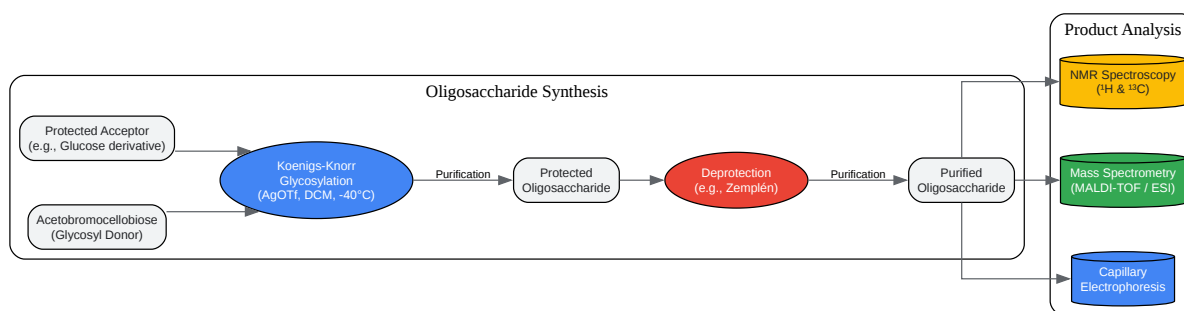 Product Analysis
Oligosaccharide Synthesis
Protected Acceptor
(e.g., Glucose derivative)
Acetobromocellobiose
(Glycosyl Donor)
Koenigs-Knorr
Glycosylation
(AgOTf, DCM, -40°C)
Purification
Protected
Oligosaccharide
Deprotection
(e.g., Zemplén)
Purification
Purified
Oligosaccharide
NMR Spectroscopy
(¹H & ¹³C)
Mass Spectrometry
(MALDI-TOF / ESI)
Capillary
Electrophoresis